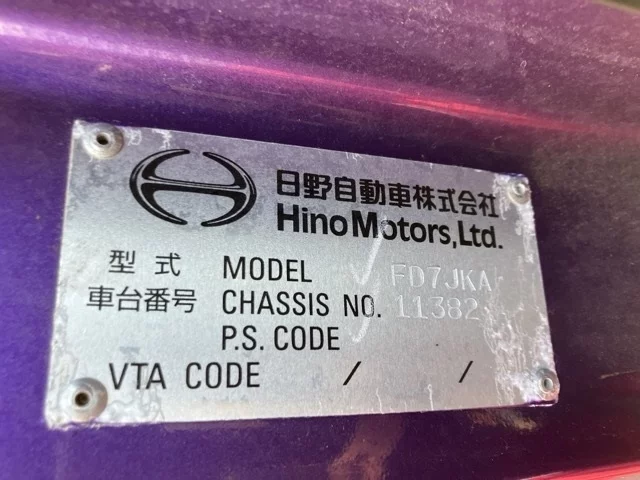 日野自動車株式会社
Hino Motors, Ltd.
型式 MODEL FD7JKA
車台番号 CHASSIS NO. 11382
P.S. CODE
VTA CODE / /